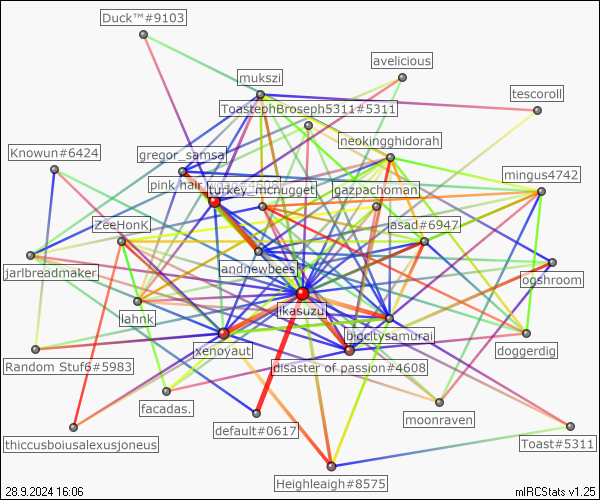 Duck™#9103
avelicious
mukszi
tescoroll
ToastephBroseph5311#5311
neokingghidorah
Knowun#6424
gregor_samsa
mingus4742
pink hair
turkey_mcnugget
gazpachoman
ZeeHonK
asad#6947
andnewbees
jarlbreadmaker
ogshroom
lahnk
ikasuzu
bigcitysamurai
xenoyaut
doggerdig
Random Stuf6#5983
disaster of passion#4608
facadas.
moonraven
default#0617
thiccusboiusalexusjoneus
Toast#5311
Heighleaigh#8575
28.9.2024 16:06
mIRCStats v1.25